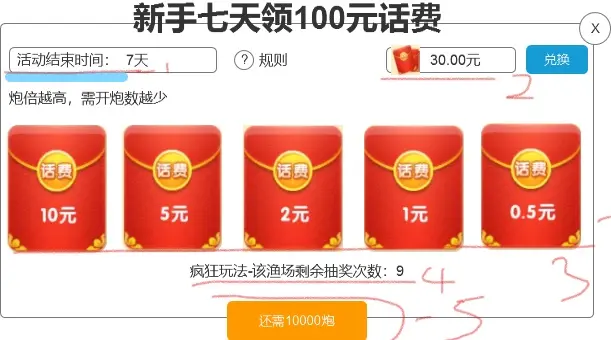 新手七天领100元话费
X
活动结束时间： 7天
? 规则
30.00元
兑换
炮倍越高，需开炮数越少
话费 话费 话费 话费 话费
10元 5元 2元 1元 0.5元
疯狂玩法-该渔场剩余抽奖次数：9
还需10000炮
2
3
4
-5